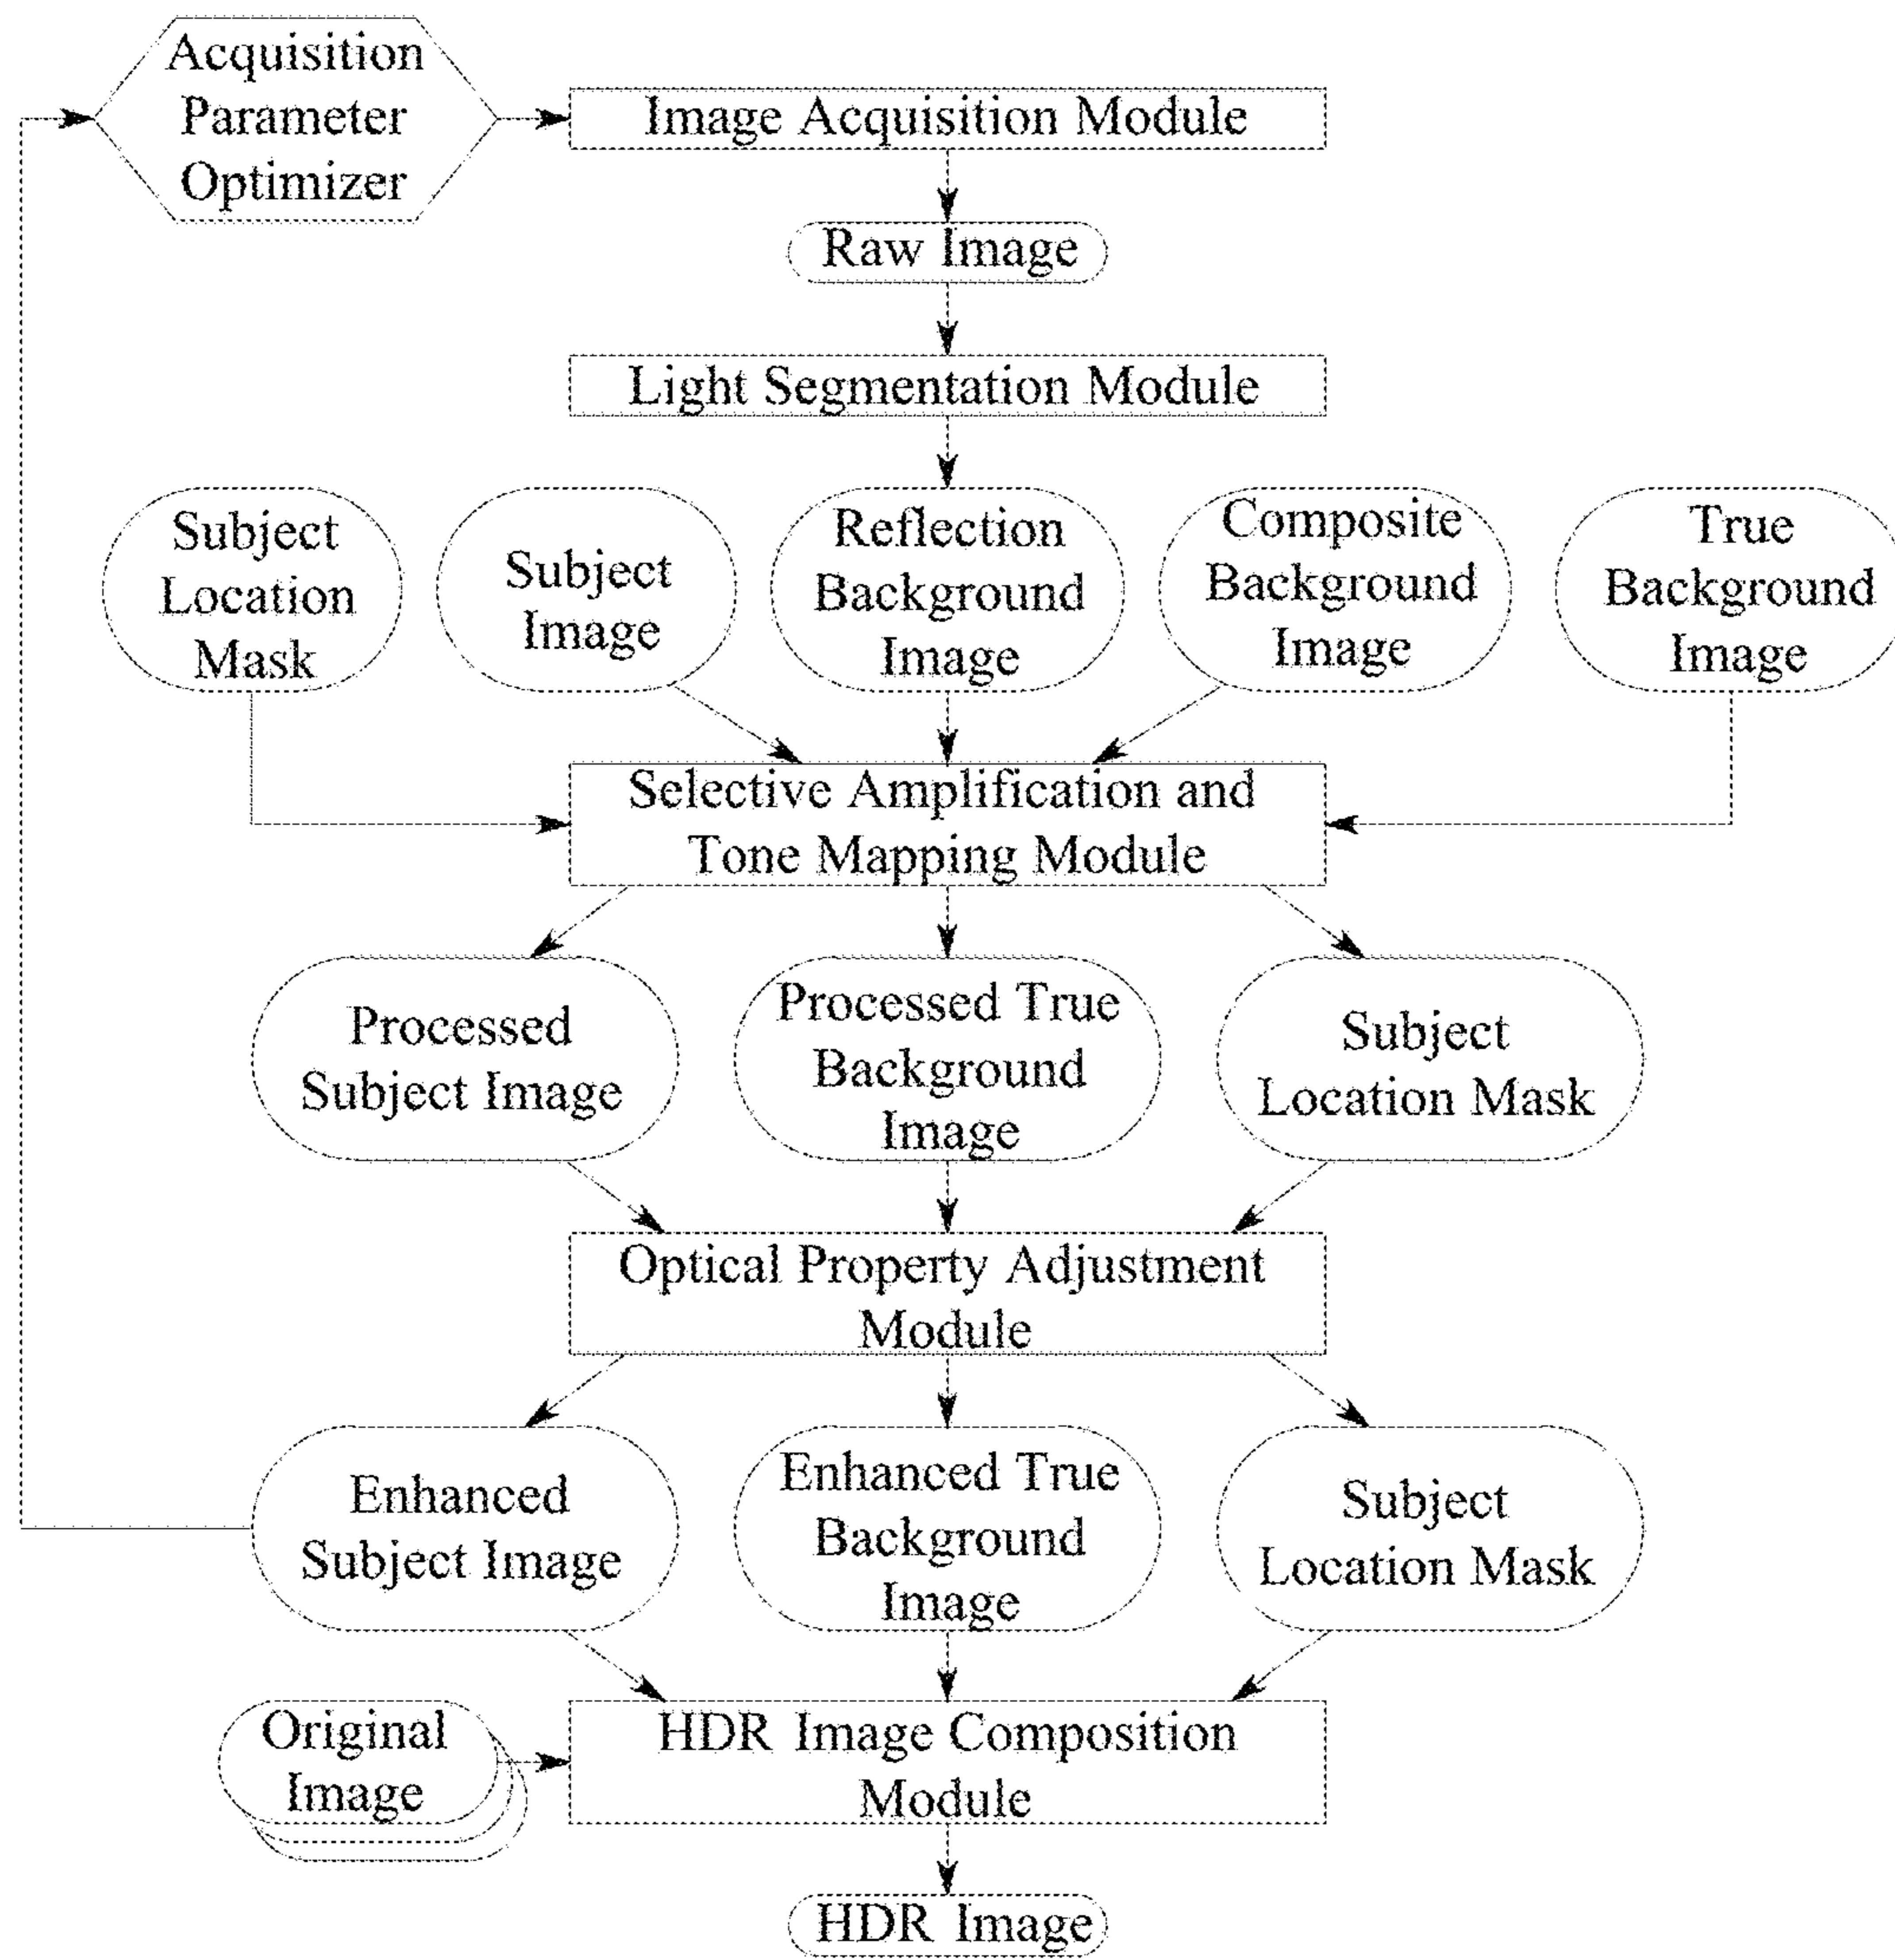 Acquisition
Parameter
Optimizer
Image Acquisition Module
Raw Image
Light Segmentation Module
Subject
Location
Mask
Subject
Image
Reflection
Background
Image
Composite
Background
Image
True
Background
Image
Selective Amplification and
Tone Mapping Module
Processed
Subject Image
Processed True
Background
Image
Subject
Location Mask
Optical Property Adjustment
Module
Enhanced
Subject Image
Enhanced True
Background
Image
Subject
Location Mask
Original
Image
HDR Image Composition
Module
HDR Image